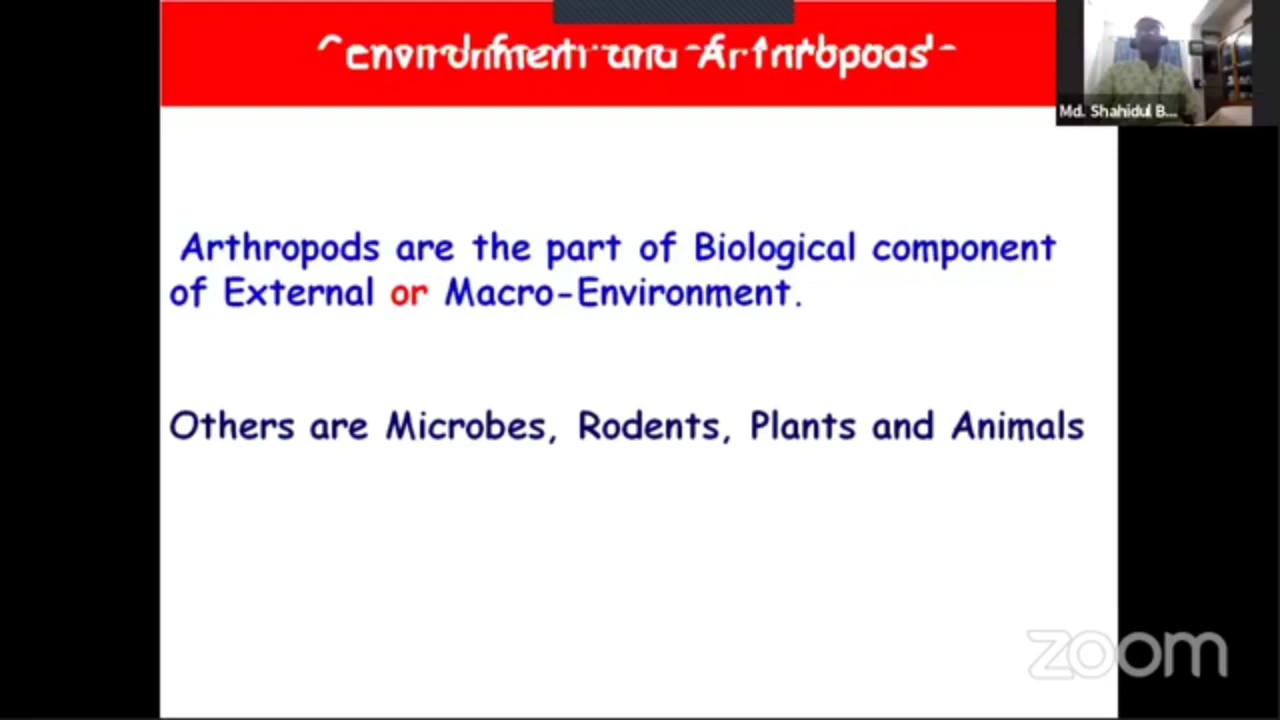 Md. Shahidul B...
Arthropods are the part of Biological component
of External or Macro-Environment.
Others are Microbes, Rodents, Plants and Animals
zoom